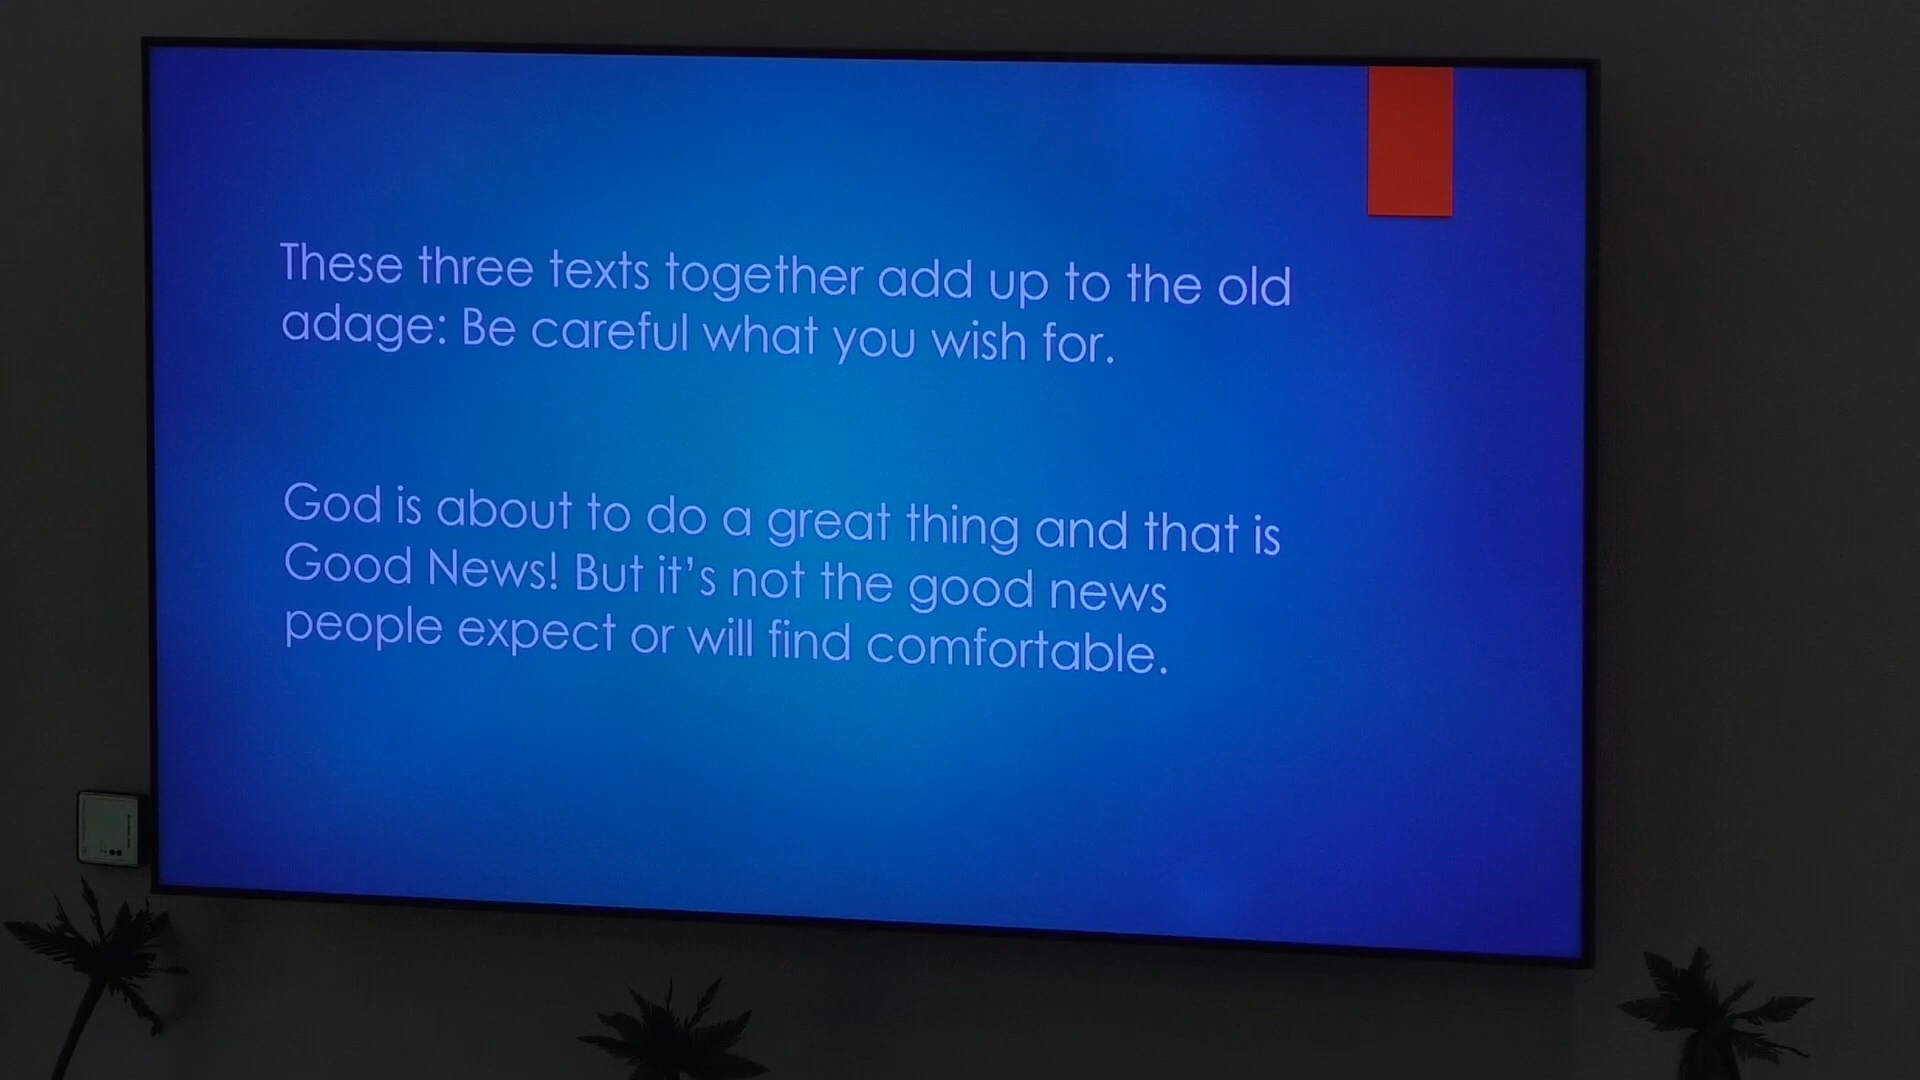 These three texts together add up to the old
adage: Be careful what you wish for.
God is about to do a great thing and that is
Good News! But it’s not the good news
people expect or will find comfortable.